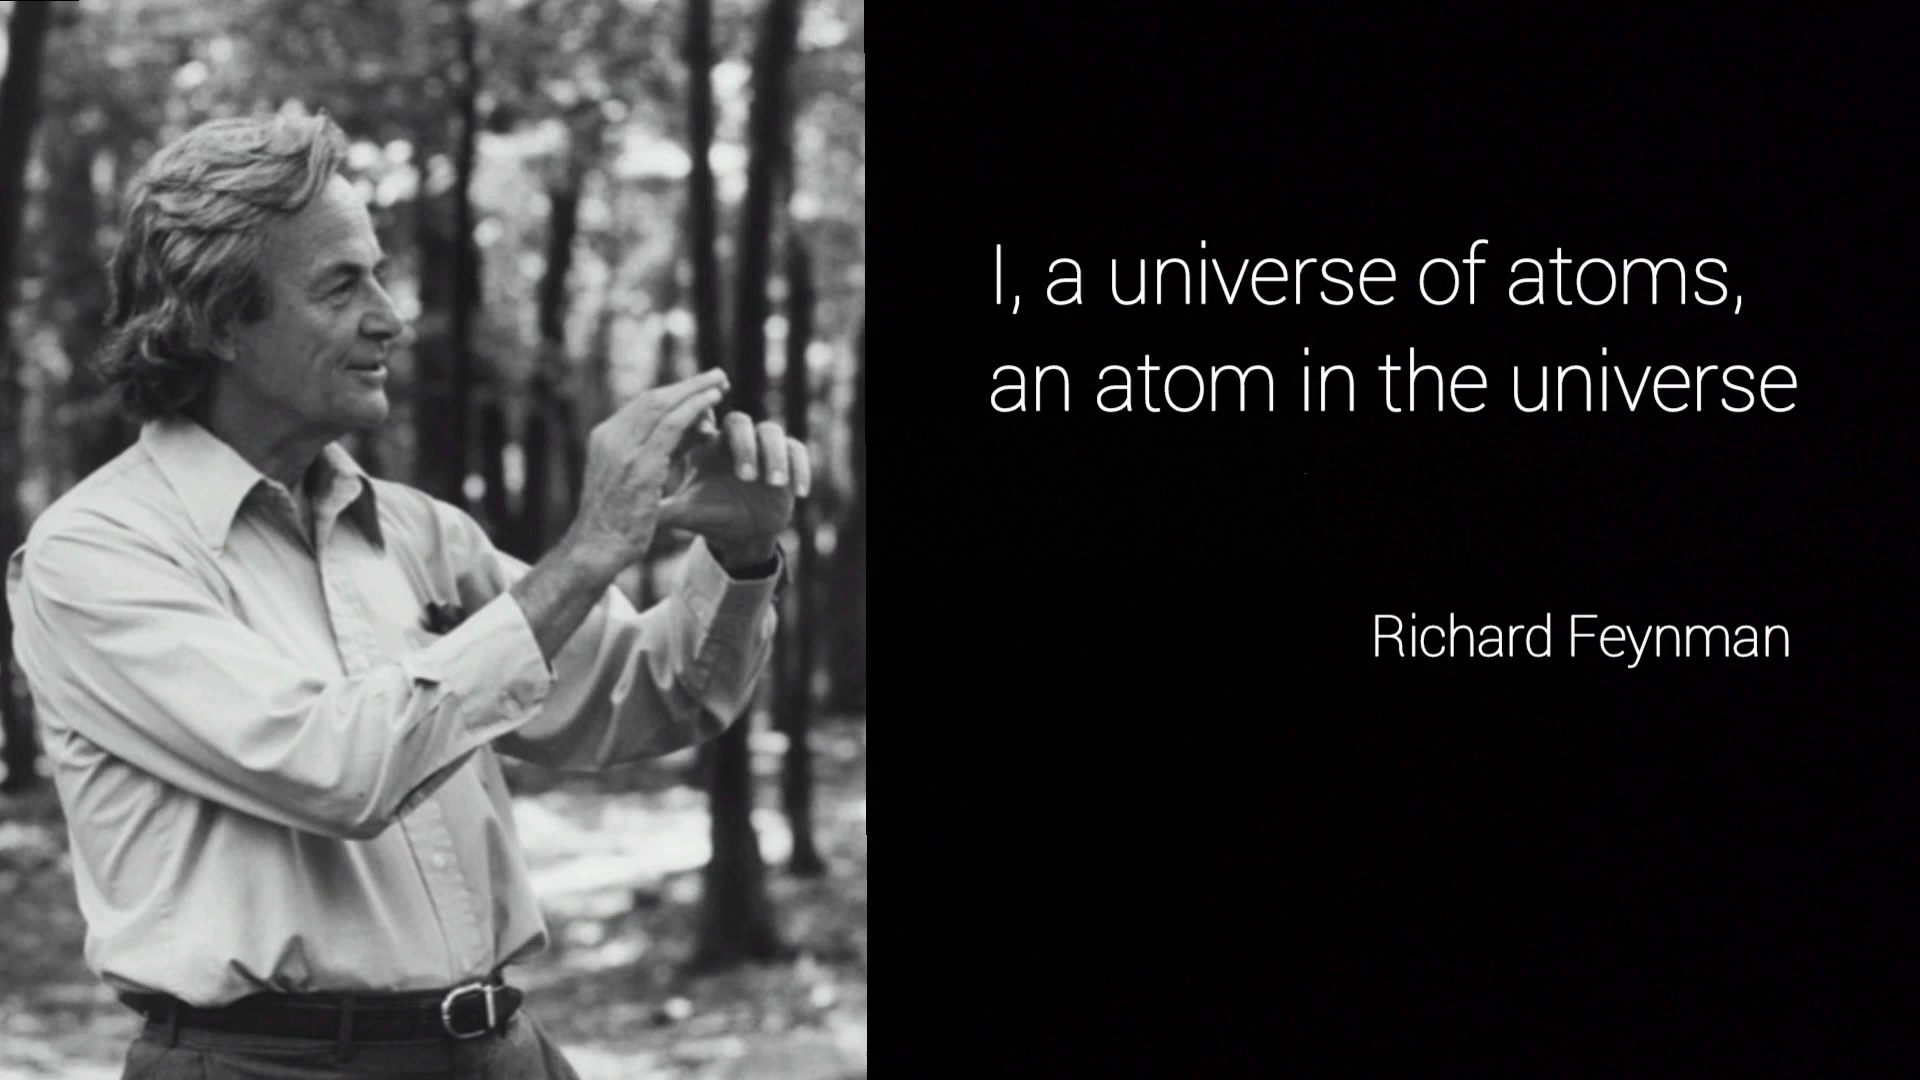 I, a universe of atoms,
an atom in the universe
Richard Feynman